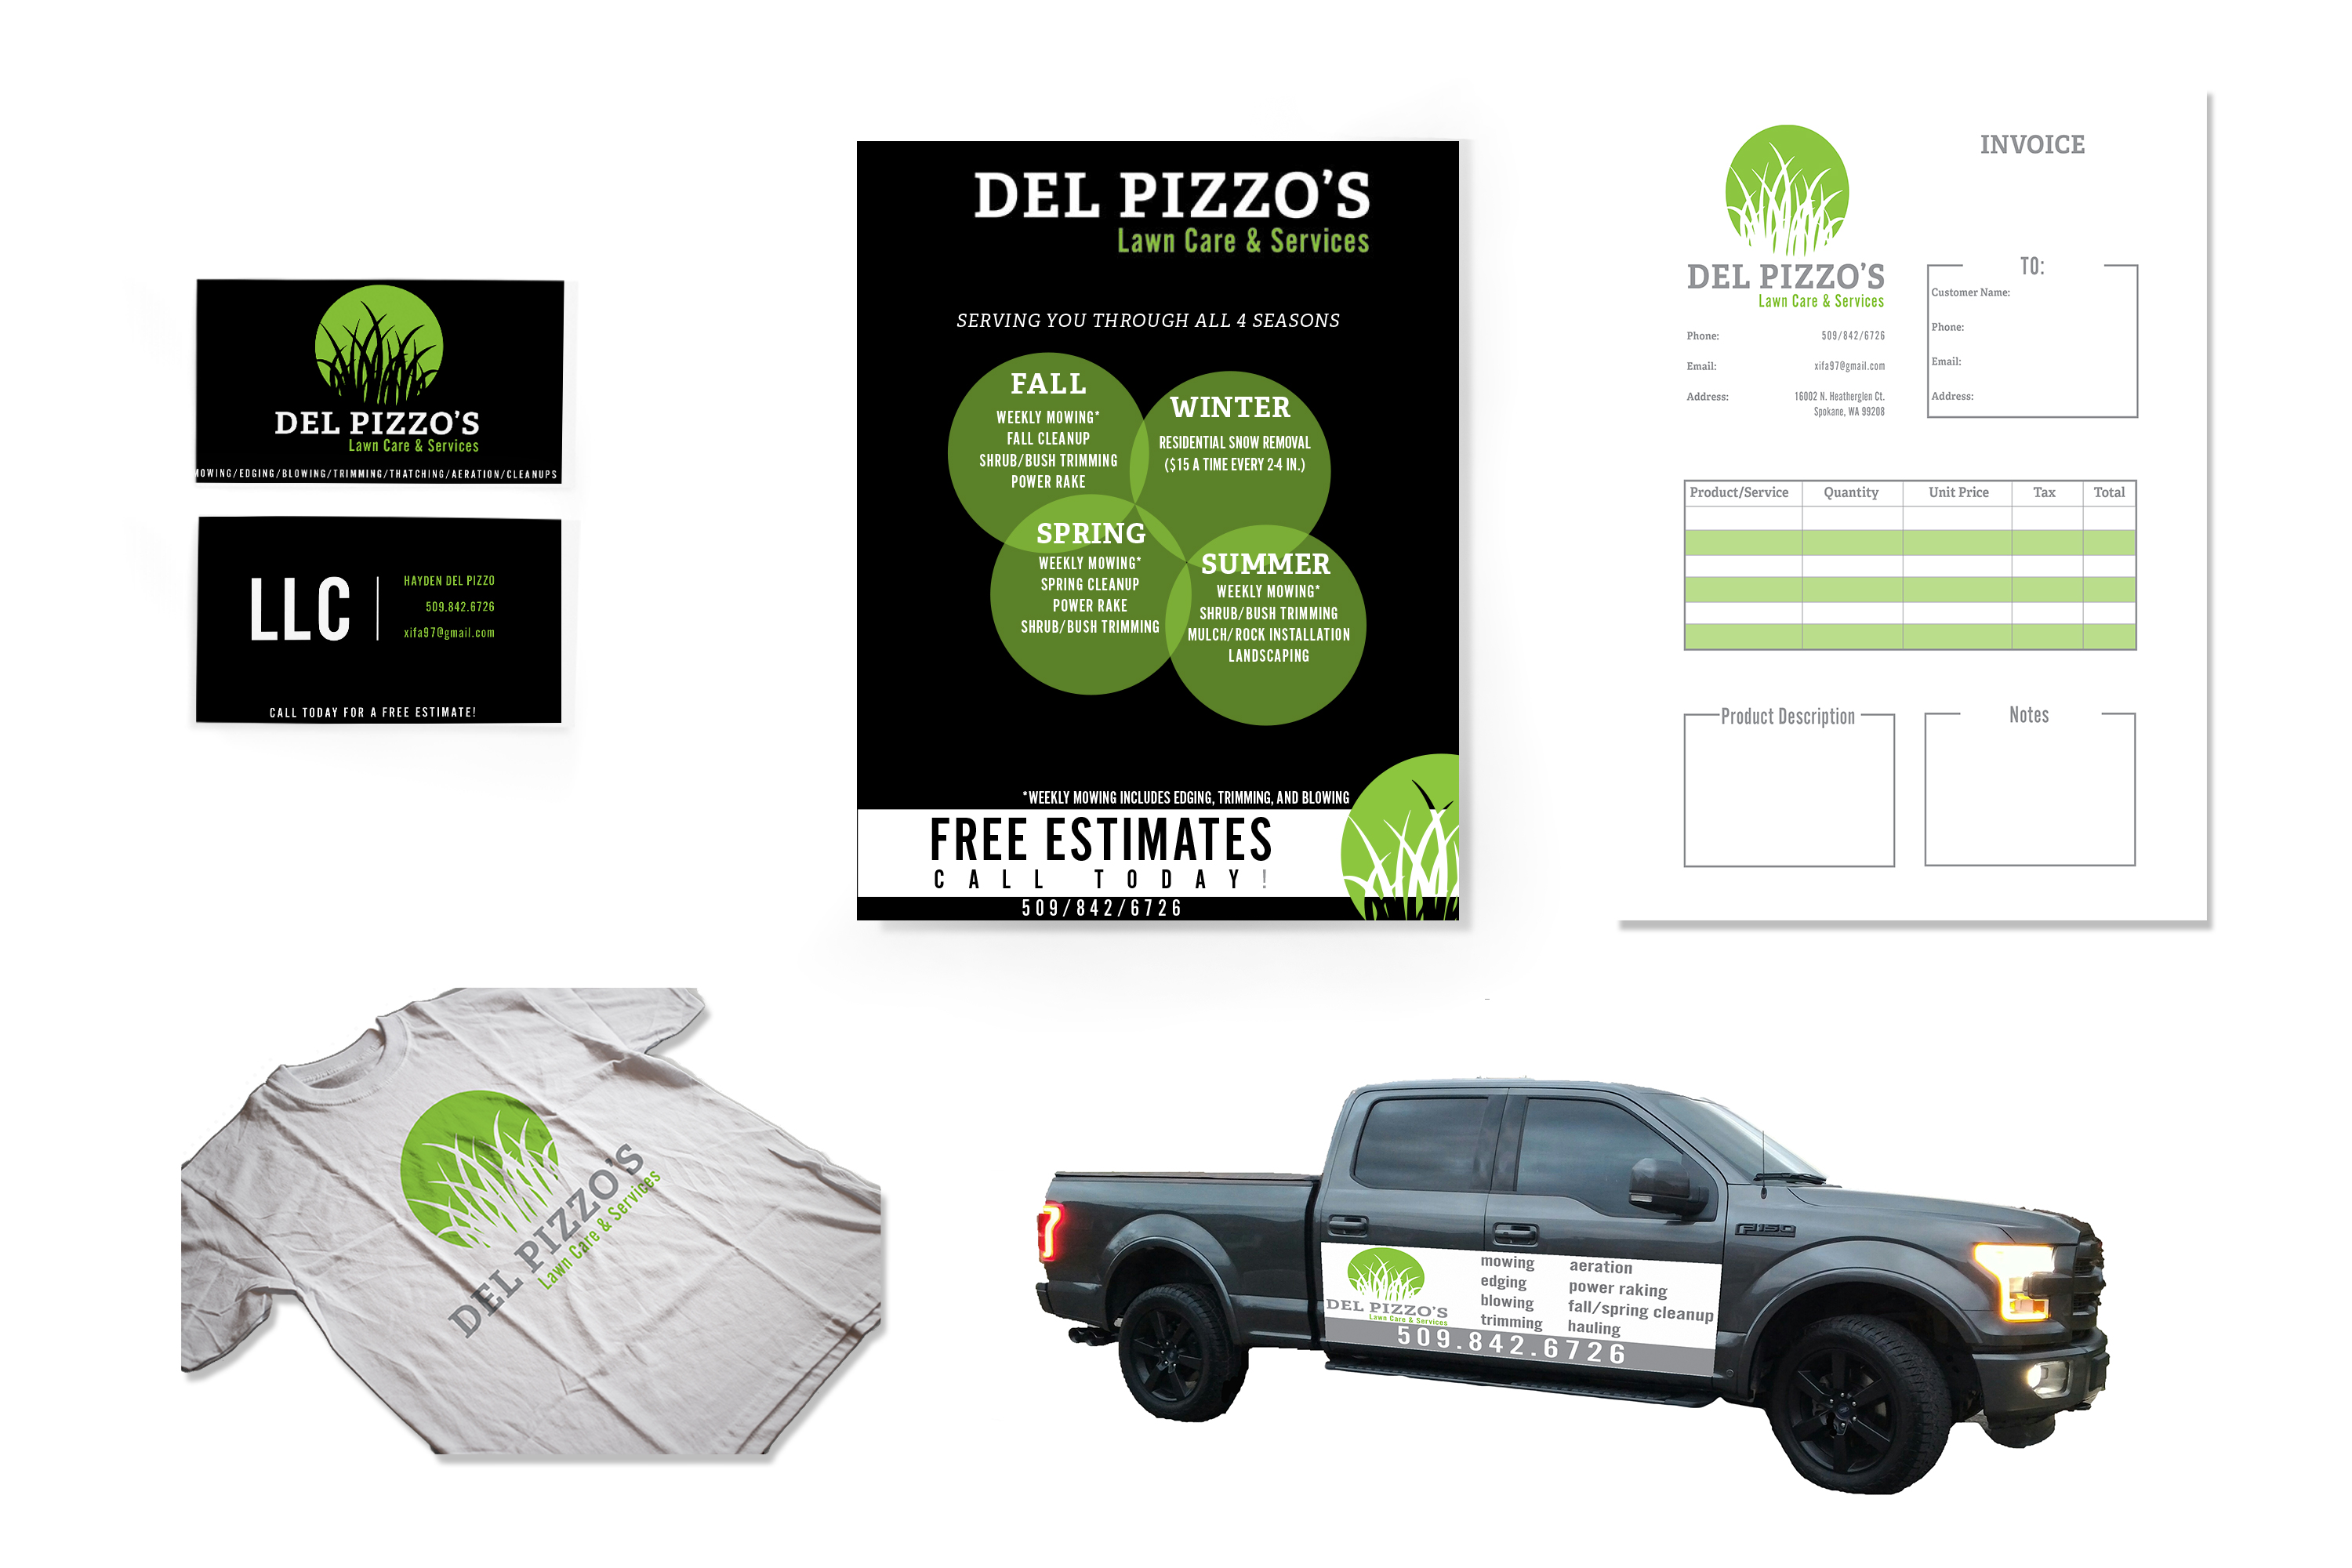 DEL PIZZO'S
Lawn Care & Services
MOWING/EDGING/BLOWING/TRIMMING/THATCHING/AERATION/CLEANUPS
LLC
HAYDEN DEL PIZZO
509.842.6726
xifa97@gmail.com
CALL TODAY FOR A FREE ESTIMATE!
DEL PIZZO'S
Lawn Care & Services
SERVING YOU THROUGH ALL 4 SEASONS
FALL
WEEKLY MOWING*
FALL CLEANUP
SHRUB/BUSH TRIMMING
POWER RAKE
WINTER
RESIDENTIAL SNOW REMOVAL
($15 A TIME EVERY 2-4 IN.)
SPRING
WEEKLY MOWING*
SPRING CLEANUP
POWER RAKE
SHRUB/BUSH TRIMMING
SUMMER
WEEKLY MOWING*
SHRUB/BUSH TRIMMING
MULCH/ROCK INSTALLATION
LANDSCAPING
*WEEKLY MOWING INCLUDES EDGING, TRIMMING, AND BLOWING
FREE ESTIMATES
CALL TODAY!
509/842/6726
INVOICE
DEL PIZZO'S
Lawn Care & Services
Phone: 509/842/6726
Email: xifa97@gmail.com
Address: 16002 N. Heatherglen Ct.
Spokane, WA 99208
TO:
Customer Name:
Phone:
Email:
Address:
Product/Service Quantity Unit Price Tax Total
Product Description
Notes
DEL PIZZO'S
Lawn Care & Services
F150
DEL PIZZO'S
Lawn Care & Services
mowing
edging
blowing
trimming
aeration
power raking
fall/spring cleanup
hauling
509.842.6726